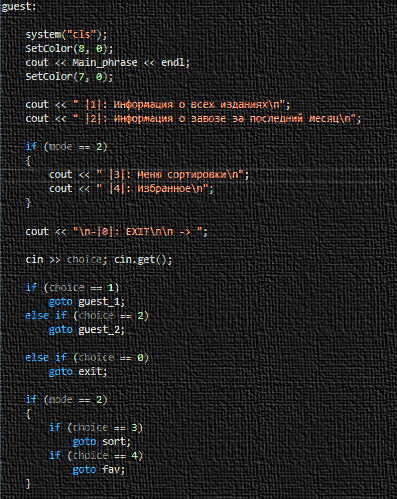 guest:
system("cls");
SetColor(8, 0);
cout << Main_phrase << endl;
SetColor(7, 0);
cout << " |1|: Информация о всех изданиях\n";
cout << " |2|: Информация о завозе за последний месяц\n";
if (mode == 2)
{
cout << " |3|: Меню сортировки\n";
cout << " |4|: Избранное\n";
}
cout << "\n-|0|: EXIT\n\n -> ";
cin >> choice; cin.get();
if (choice == 1)
goto guest_1;
else if (choice == 2)
goto guest_2;
else if (choice == 0)
goto exit;
if (mode == 2)
{
if (choice == 3)
goto sort;
if (choice == 4)
goto fav;
}